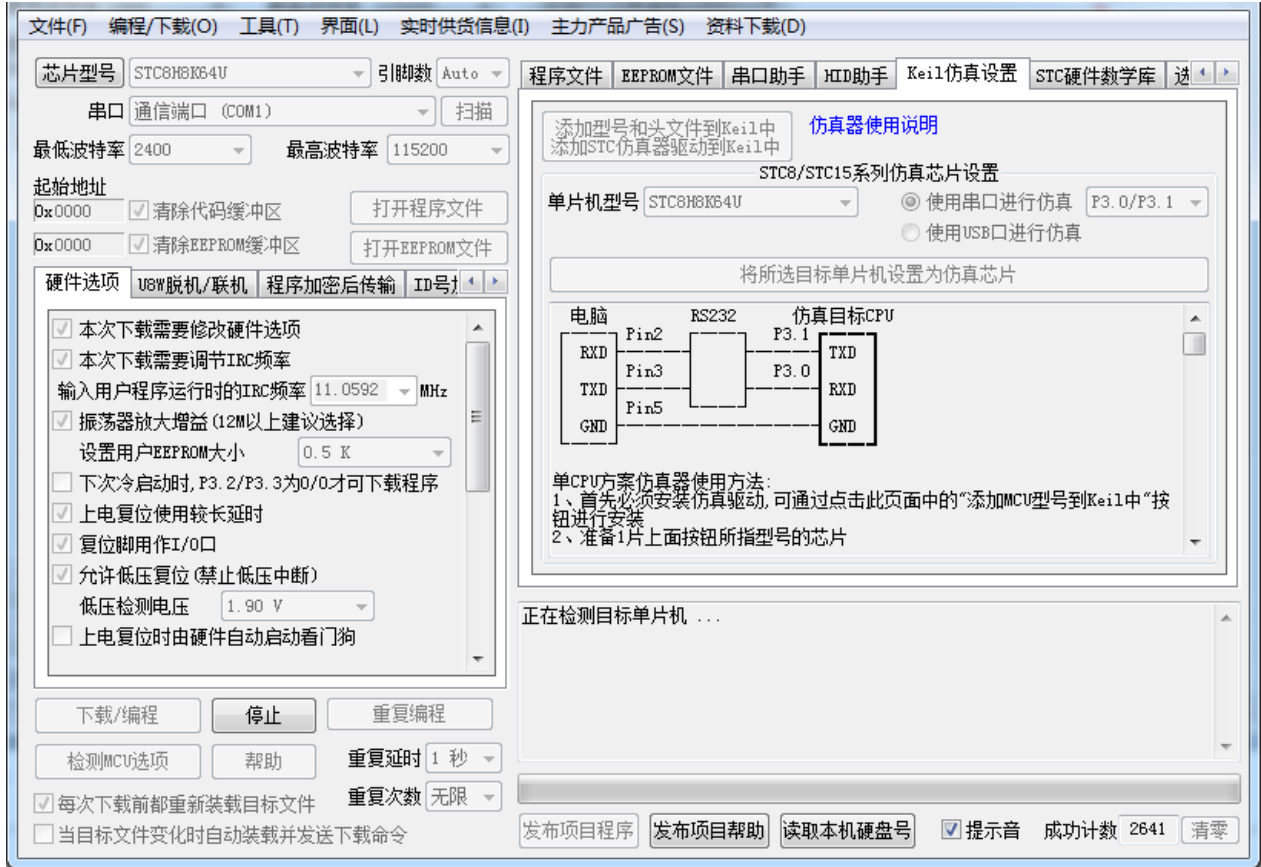 文件(F) 编程/下载(O) 工具(T) 界面(L) 实时供货信息(I) 主力产品广告(S) 资料下载(D)
芯片型号 STC8H8K64U 引脚数 Auto
串口 通信端口 (COM1) 扫描
最低波特率 2400 最高波特率 115200
起始地址
0x0000 清除代码缓冲区 打开程序文件
0x0000 清除EEPROM缓冲区 打开EEPROM文件
硬件选项 U8W脱机/联机 程序加密后传输 ID号
本次下载需要修改硬件选项
本次下载需要调节IRC频率
输入用户程序运行时的IRC频率 11.0592 MHz
振荡器放大增益(12M以上建议选择)
设置用户EEPROM大小 0.5 K
下次冷启动时,P3.2/P3.3为0/0才可下载程序
上电复位使用较长延时
复位脚用作I/O口
允许低压复位(禁止低压中断)
低压检测电压 1.90 V
上电复位时由硬件自动启动看门狗
下载/编程 停止 重复编程
检测MCU选项 帮助 重复延时 1 秒
每次下载前都重新装载目标文件 重复次数 无限
当目标文件变化时自动装载并发送下载命令
程序文件 EEPROM文件 串口助手 HID助手 Keil仿真设置 STC硬件数学库 选
添加型号和头文件到Keil中 仿真器使用说明
添加STC仿真器驱动到Keil中
STC8/STC15系列仿真芯片设置
单片机型号 STC8H8K64U 使用串口进行仿真 P3.0/P3.1
使用USB口进行仿真
将所选目标单片机设置为仿真芯片
电脑 RS232 仿真目标CPU
Pin2 P3.1
RXD TXD
Pin3 P3.0
TXD RXD
Pin5
GND GND
单CPU方案仿真器使用方法:
1、首先必须安装仿真驱动,可通过点击此页面中的"添加MCU型号到Keil中"按
钮进行安装
2、准备1片上面按钮所指型号的芯片
正在检测目标单片机 ...
发布项目程序 发布项目帮助 读取本机硬盘号 提示音 成功计数 2641 清零